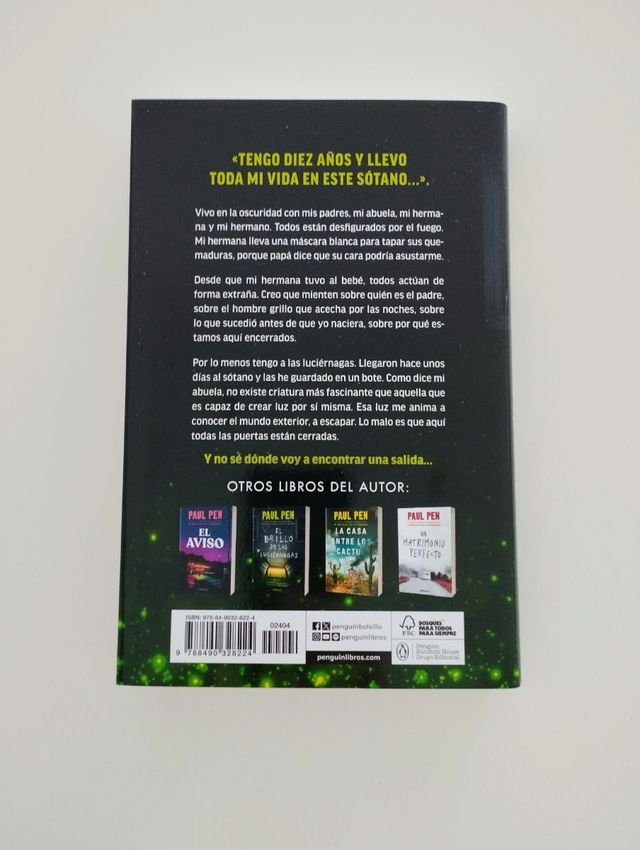 «TENGO DIEZ AÑOS Y LLEVO
TODA MI VIDA EN ESTE SÓTANO...».
Vivo en la oscuridad con mis padres, mi abuela, mi herma-
na y mi hermano. Todos están desfigurados por el fuego.
Mi hermana lleva una máscara blanca para tapar sus que-
maduras, porque papá dice que su cara podría asustarme.
Desde que mi hermana tuvo al bebé, todos actúan de
forma extraña. Creo que mienten sobre quién es el padre,
sobre el hombre grillo que acecha por las noches, sobre
lo que sucedió antes de que yo naciera, sobre por qué es-
tamos aquí encerrados.
Por lo menos tengo a las luciérnagas. Llegaron hace unos
días al sótano y las he guardado en un bote. Como dice mi
abuela, no existe criatura más fascinante que aquella que
es capaz de crear luz por sí misma. Esa luz me anima a
conocer el mundo exterior, a escapar. Lo malo es que aquí
todas las puertas están cerradas.
Y no sé dónde voy a encontrar una salida...
OTROS LIBROS DEL AUTOR:
PAUL PEN
EL
AVISO
PAUL PEN
EL
BRILLO
DE LAS
LUCIÉRNAGAS
PAUL PEN
LA CASA
ENTRE LOS
CACTUS
PAUL PEN
UN
MATRIMONIO
PERFECTO
ISBN: 978-84-9032-822-4
02404
9 788490 328224
penguinbolsillo
penguinlibros
penguinlibros.com
FSC
BOSQUES
PARA TODOS
PARA SIEMPRE
Penguin
Random House
Grupo Editorial